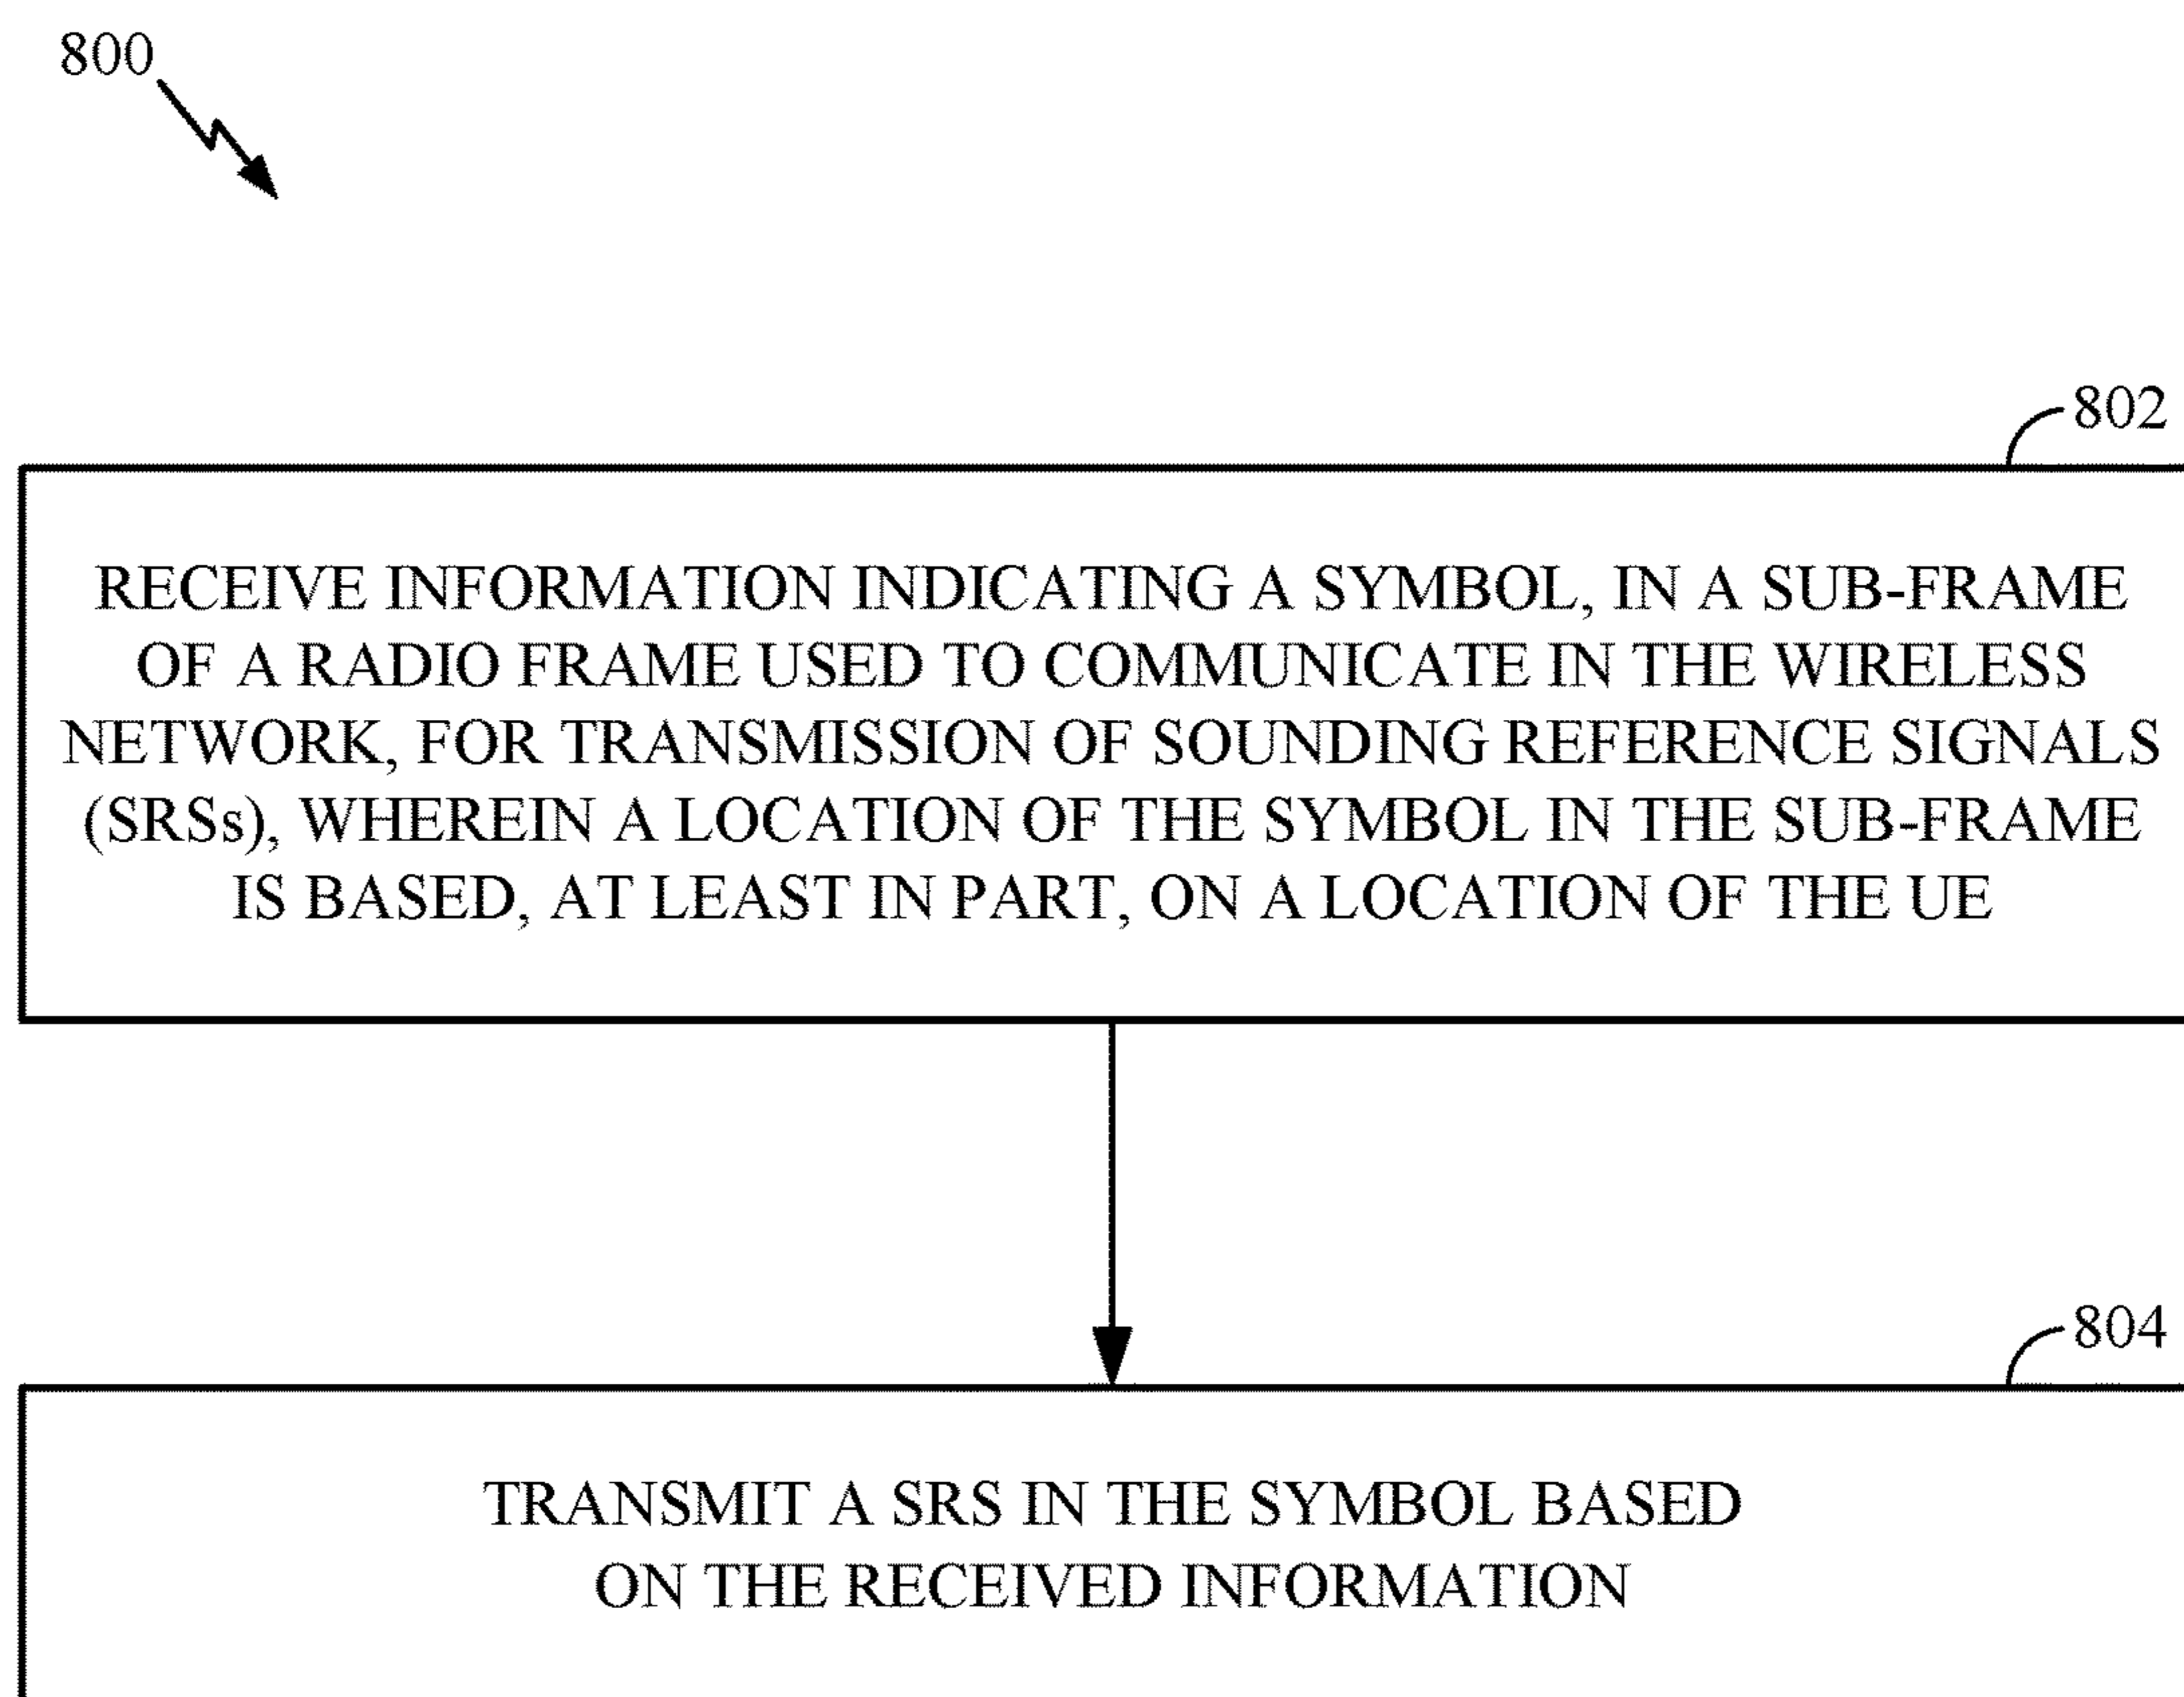 800
802
RECEIVE INFORMATION INDICATING A SYMBOL, IN A SUB-FRAME
OF A RADIO FRAME USED TO COMMUNICATE IN THE WIRELESS
NETWORK, FOR TRANSMISSION OF SOUNDING REFERENCE SIGNALS
(SRSs), WHEREIN A LOCATION OF THE SYMBOL IN THE SUB-FRAME
IS BASED, AT LEAST IN PART, ON A LOCATION OF THE UE
804
TRANSMIT A SRS IN THE SYMBOL BASED
ON THE RECEIVED INFORMATION